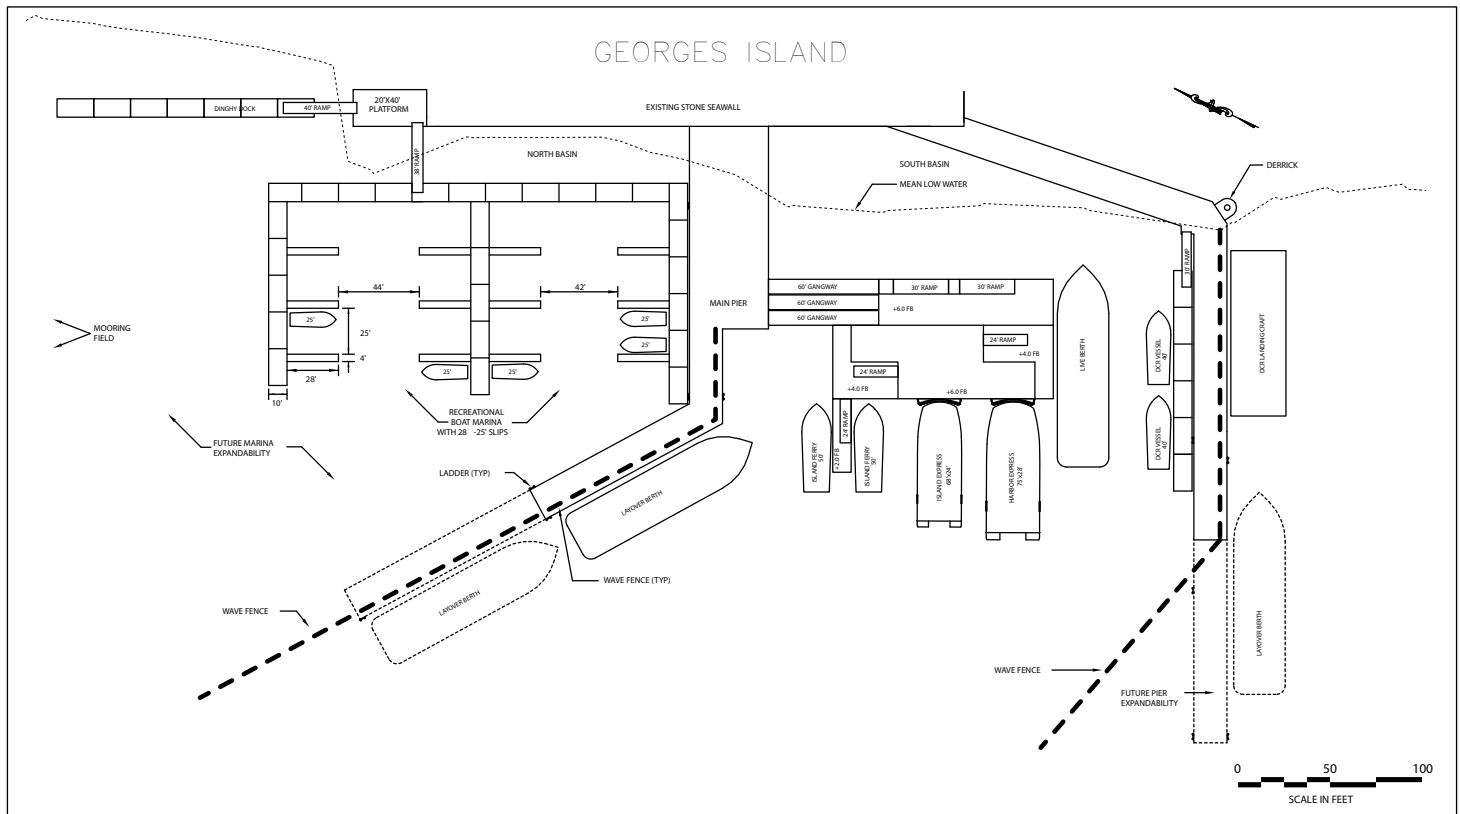 GEORGES ISLAND
DINGHY DOCK
40' RAMP
20'X40'
PLATFORM
EXISTING STONE SEAWALL
38' RAMP
NORTH BASIN
SOUTH BASIN
MEAN LOW WATER
DERRICK
30' RAMP
44'
42'
25'
25'
25'
25'
4'
25'
25'
28'
10'
MOORING
FIELD
MAIN PIER
60' GANGWAY
60' GANGWAY
60' GANGWAY
30' RAMP
30' RAMP
+6.0 FB
24' RAMP
+4.0 FB
24' RAMP
+4.0 FB
+6.0 FB
24' RAMP
+2.0 FB
LIVE BERTH
DCR VESSEL
40'
DCR VESSEL
40'
DCR LANDING CRAFT
ISLAND FERRY
50'
ISLAND FERRY
50'
ISLAND EXPRESS
68'x24'
HARBOR EXPRESS
75'x28'
RECREATIONAL
BOAT MARINA
WITH 28 -25' SLIPS
FUTURE MARINA
EXPANDABILITY
LADDER (TYP)
LAYOVER BERTH
WAVE FENCE (TYP)
LAYOVER BERTH
WAVE FENCE
LAYOVER BERTH
WAVE FENCE
FUTURE PIER
EXPANDABILITY
0 50 100
SCALE IN FEET